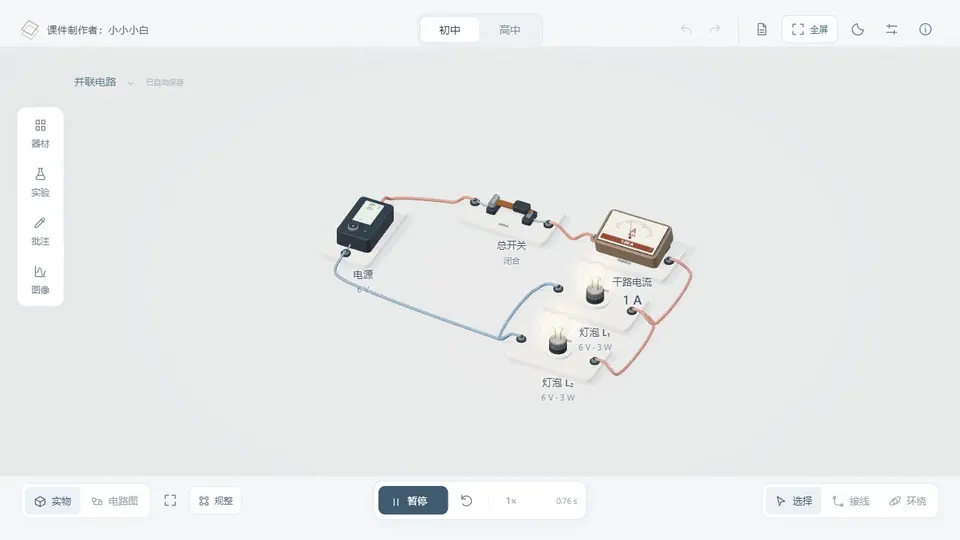 课件制作者：小小小白
初中
高中
全屏
并联电路
已自动保存
器材
实验
批注
图像
总开关
闭合
电源
6 V
A
干路电流
1 A
灯泡 L₁
6 V · 3 W
灯泡 L₂
6 V · 3 W
实物
电路图
规整
暂停
1×
0.76 s
选择
接线
环绕